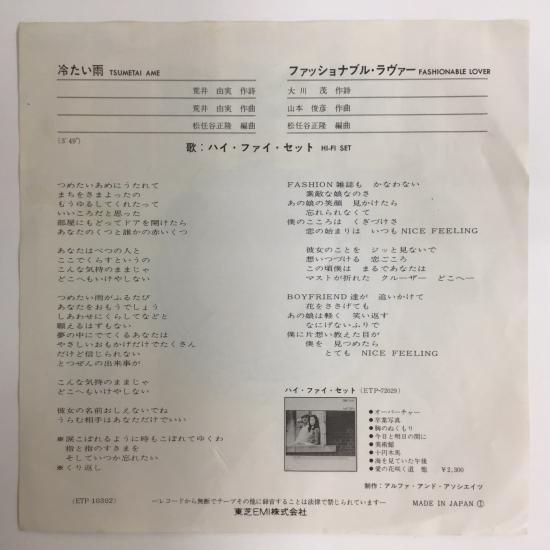 冷たい雨 TSUMETAI AME
荒井 由実 作詩
荒井 由実 作曲
松任谷正隆 編曲
(3′49″)
ファッショナブル・ラヴァー FASHIONABLE LOVER
大川 茂 作詩
山本 俊彦 作曲
松任谷正隆 編曲
歌：ハイ・ファイ・セット HI-FI SET
つめたいあめにうたれて
まちをさまよったの
もうゆるしてくれたって
いいころだと思った
部屋にもどってドアを開けたら
あなたのくつと誰かの赤いくつ
あなたはべつの人と
ここでくらすというの
こんな気持のままじゃ
どこへもいけやしない
つめたい雨がふるたび
あなたをおもうでしょう
しあわせにくらしてなどと
願えるはずもない
夢の中にでてくるあなたは
やさしいおもかげだけでたくさん
だけど信じられない
とつぜんの出来事が
こんな気持のままじゃ
どこへもいけやしない
彼女の名前おしえないでね
うらむ相手はあなただけでいい
※涙こぼれるように時もこぼれてゆくわ
指と指のすきまを
そしていつか忘れたい
※くり返し
FASHION 雑誌も かなわない
素敵な娘なのさ
あの娘の笑顔 見かけたら
忘れられなくて
僕のこころは くぎづけさ
恋の始まりは いつも NICE FEELING
彼女のことを ジッと見ないで
想いつづける 恋ごころ
この頃僕は まるであなたは
マストが折れた クルーザー どこへー
BOYFRIEND 達が 追いかけて
花をささげても
あの娘は軽く 笑い返す
なにげないふりで
僕に片想い教えた目が
僕を 見つめたら
とても NICE FEELING
ハイ・ファイ・セット (ETP-72029)
●オーバーチャー
●卒業写真
●胸のぬくもり
●今日と明日の間に
●美術館
●十円木馬
●海を見ていた午後
●愛の花咲く道 他 ￥2,300
制作：アルファ・アンド・アソシエイツ
(ETP-10302)
―レコードから無断でテープその他に録音することは法律で禁じられています―
MADE IN JAPAN Ⓘ
東芝EMI株式会社